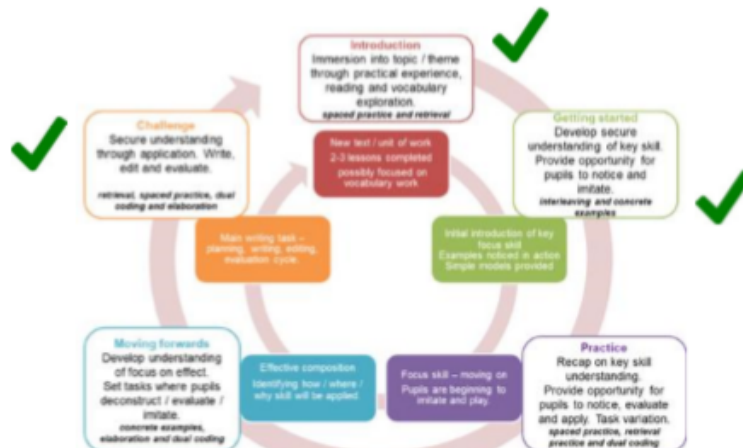 Introduction
Immersion into topic / theme
through practical experience,
reading and vocabulary
exploration.
spaced practice and retrieval
New text / unit of work
2-3 lessons completed
possibly focused on
vocabulary work
Getting started
Develop secure
understanding of key skill.
Provide opportunity for
pupils to notice and
imitate.
interleaving and concrete
examples
Initial introduction of key
focus skill
Examples noticed in action
Simple models provided
Practice
Recap on key skill
understanding.
Provide opportunity for
pupils to notice, evaluate
and apply. Task variation.
spaced practice, retrieval
practice and dual coding
Focus skill – moving on
Pupils are beginning to
imitate and play.
Moving forwards
Develop understanding
of focus on effect.
Set tasks where pupils
deconstruct / evaluate /
imitate.
concrete examples,
elaboration and dual coding
Effective composition
Identifying how / where /
why skill will be applied
Challenge
Secure understanding
through application. Write,
edit and evaluate.
retrieval, spaced practice, dual
coding and elaboration
Main writing task –
planning, writing, editing,
evaluation cycle.